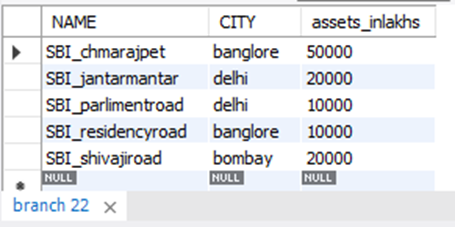 NAME CITY assets_inlakhs
SBI_chmarajpet banglore 50000
SBI_jantarmantar delhi 20000
SBI_parlimentroad delhi 10000
SBI_residencyroad banglore 10000
SBI_shivajiroad bombay 20000
NULL NULL NULL
branch 22